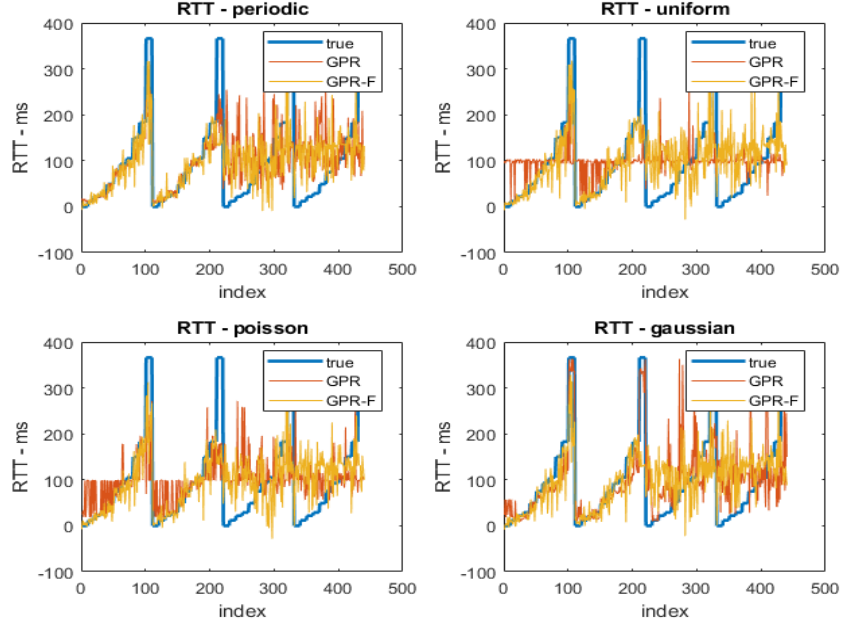 RTT - periodic
400
300
200
100
0
-100
RTT - ms
0 100 200 300 400 500
index
true
GPR
GPR-F
RTT - uniform
400
300
200
100
0
-100
RTT - ms
0 100 200 300 400 500
index
true
GPR
GPR-F
RTT - poisson
400
300
200
100
0
-100
RTT - ms
0 100 200 300 400 500
index
true
GPR
GPR-F
RTT - gaussian
400
300
200
100
0
-100
RTT - ms
0 100 200 300 400 500
index
true
GPR
GPR-F